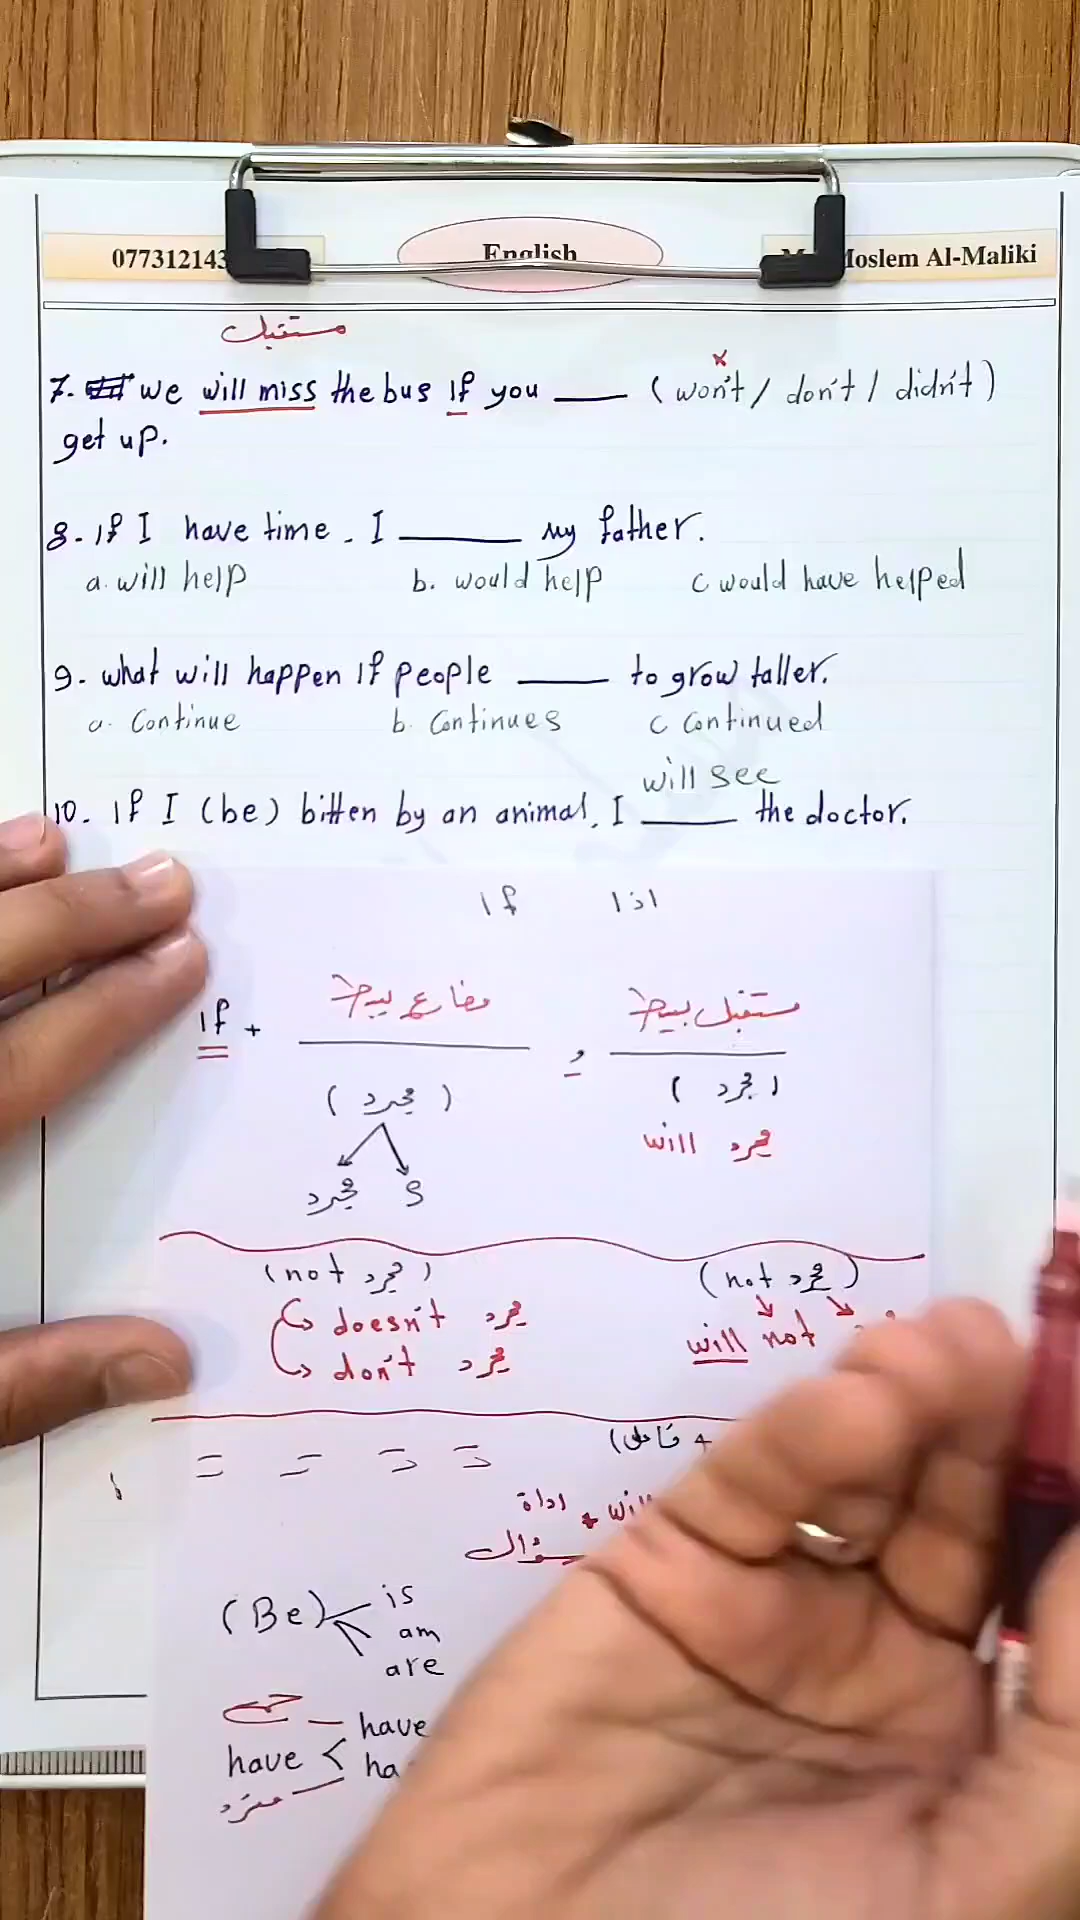 077312143
English
Moslem Al-Maliki
مستقبل
7. we will miss the bus if you ____ (won't / don't / didn't)
get up.
8. If I have time. I ____ my father.
a. will help b. would help c would have helped
9. what will happen if people ____ to grow taller.
a. Continue b. Continues c Continued
will see
10. If I (be) bitten by an animal, I ____ the doctor.
If اذا
If + مضارع بسيط , مستقبل بسيط
(مجرد) (مجرد)
will مجرد
مجرد S
(not مجرد) (not مجرد)
doesn't مجرد
will not
don't مجرد
(فاعل +
اداة
سؤال + will
(Be) is
am
are
جمع
have have
مفرد